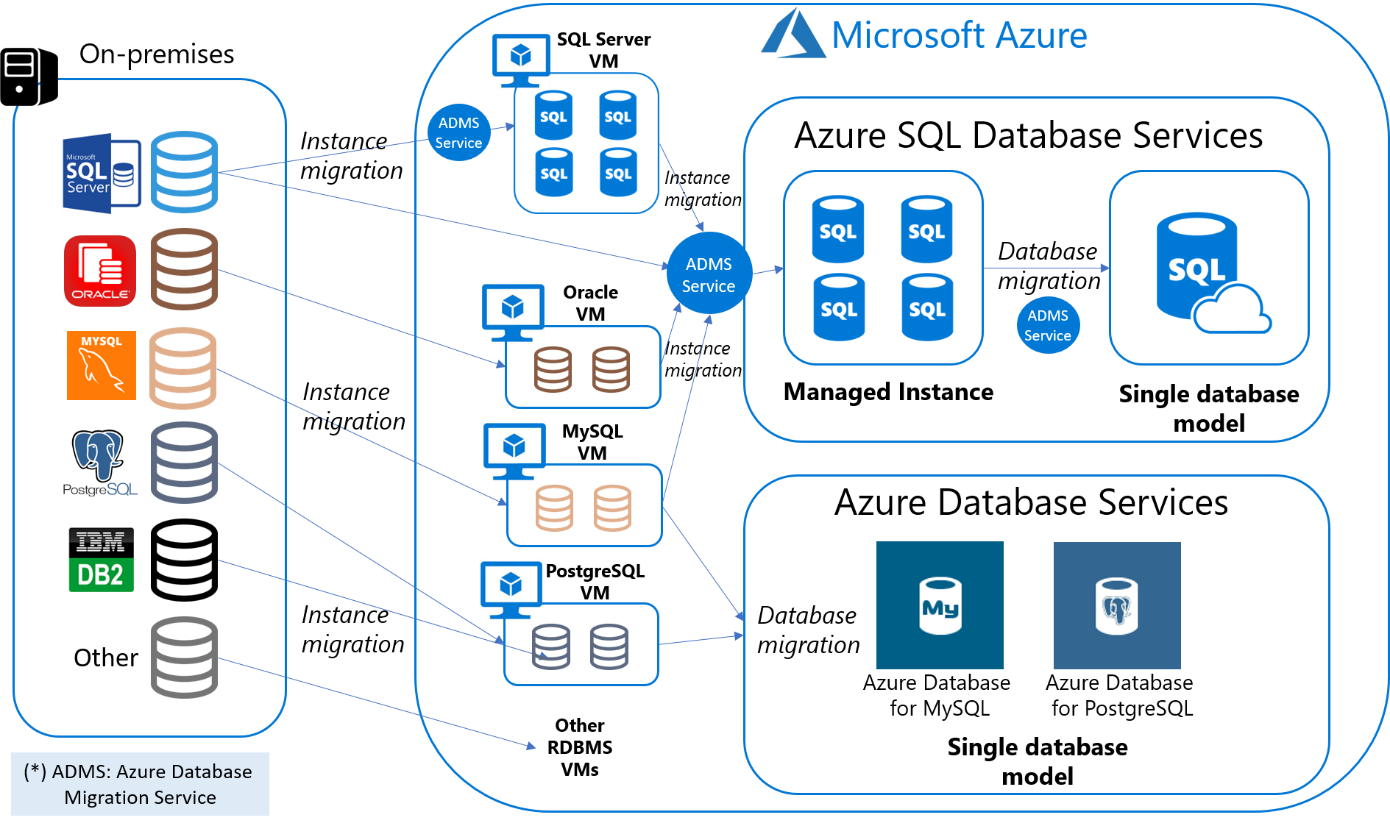 Microsoft Azure
On-premises
SQL Server
VM
ADMS
Service
SQL
SQL
SQL
SQL
Instance
migration
Microsoft
SQL
Server
Instance
migration
Azure SQL Database Services
SQL
SQL
SQL
SQL
Managed Instance
Database
migration
ADMS
Service
SQL
Single database
model
ADMS
Service
ORACLE
Oracle
VM
Instance
migration
MYSQL
Instance
migration
MySQL
VM
PostgreSQL
IBM
DB2
PostgreSQL
VM
Instance
migration
Other
Other
RDBMS
VMs
Azure Database Services
Database
migration
My
Azure Database
for MySQL
Azure Database
for PostgreSQL
Single database
model
(*) ADMS: Azure Database
Migration Service